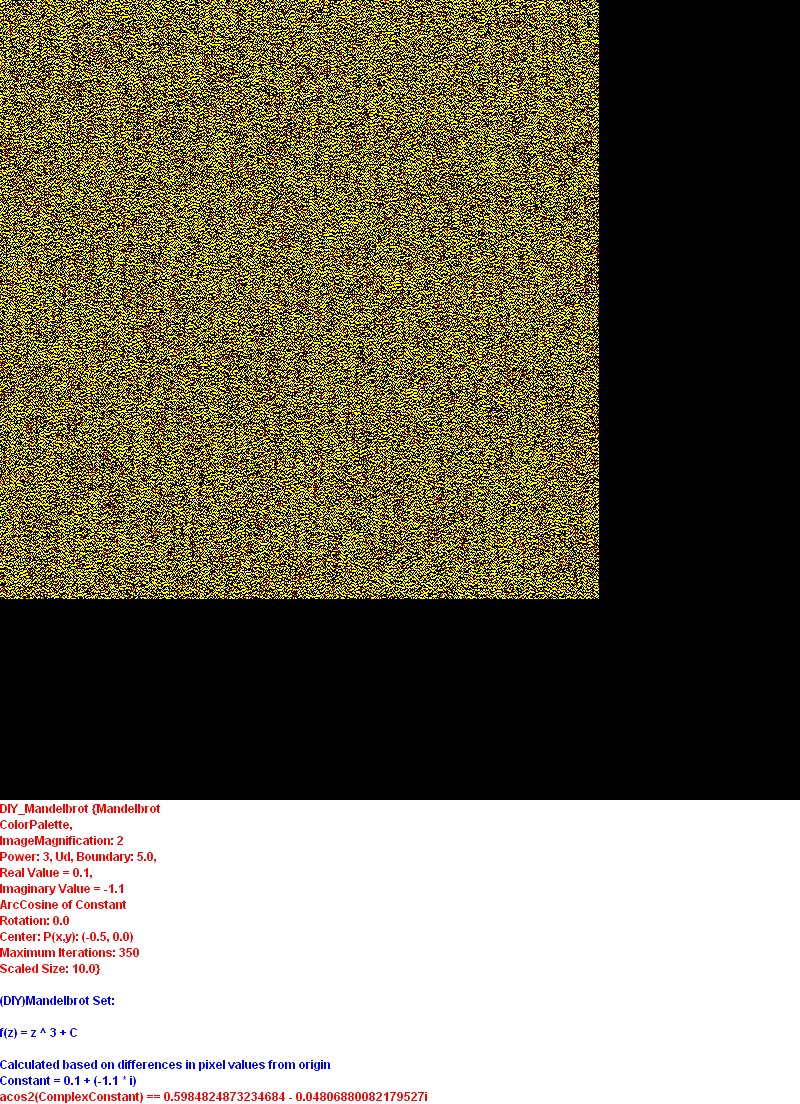 DIY_Mandelbrot {Mandelbrot
ColorPalette,
ImageMagnification: 2
Power: 3, Ud, Boundary: 5.0,
Real Value = 0.1,
Imaginary Value = -1.1
ArcCosine of Constant
Rotation: 0.0
Center: P(x,y): (-0.5, 0.0)
Maximum Iterations: 350
Scaled Size: 10.0}
(DIY)Mandelbrot Set:
f(z) = z ^ 3 + C
Calculated based on differences in pixel values from origin
Constant = 0.1 + (-1.1 * i)
acos2(ComplexConstant) == 0.5984824873234684 - 0.04806880082179527i